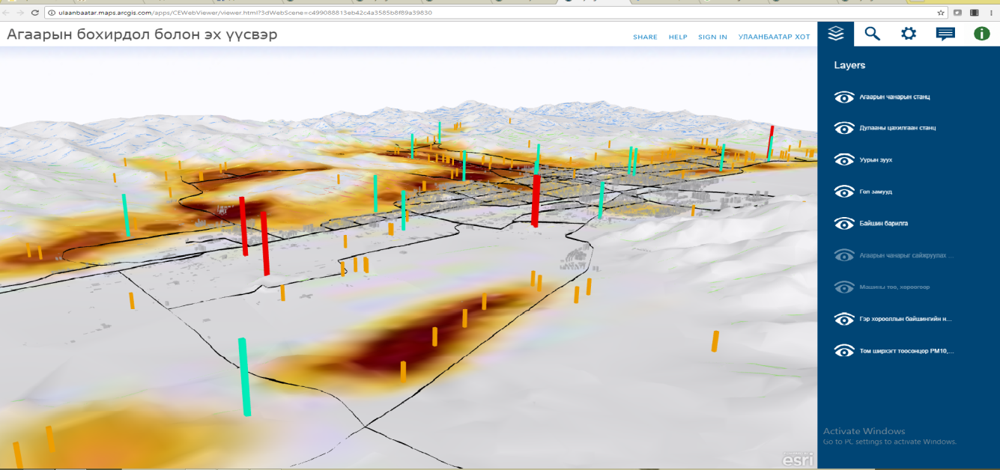 ulaanbaatar.maps.arcgis.com/apps/CEWebViewer/viewer.html?3dWebScene=c499088813eb42c4a3585b8f89a39830
Агаарын бохирдол болон эх үүсвэр
SHARE HELP SIGN IN УЛААНБААТАР ХОТ
Layers
Агаарын чанарын станц
Дулааны цахилгаан станц
Уурын зуух
Гол замууд
Байшин барилга
Агаарын чанарыг сайжруулах ...
Машины тоо, хороогоор
Гэр хорооллын байшингийн н...
Том ширхэгт тоосонцор PM10,...
Activate Windows
Go to PC settings to activate Windows.
esri